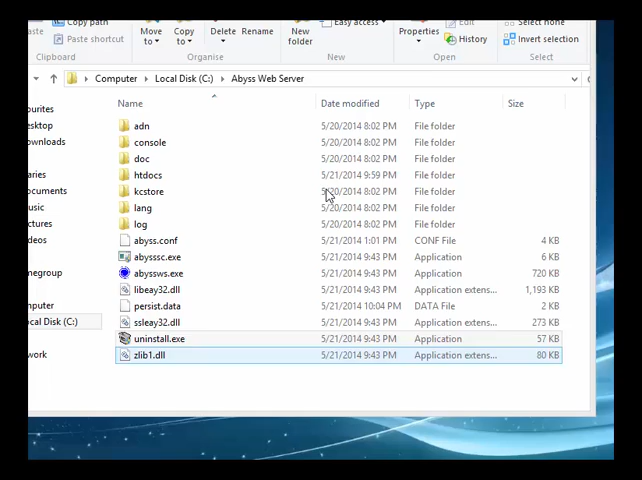 Copy path
aste
Paste shortcut
Move to
Copy to
Delete
Rename
New folder
Easy access
Properties
Edit
History
Select none
Invert selection
Clipboard
Organise
New
Open
Select
Computer
Local Disk (C:)
Abyss Web Server
Name
Date modified
Type
Size
ourites
esktop
ownloads
aries
ocuments
usic
ctures
deos
megroup
mputer
ocal Disk (C:)
work
adn 5/20/2014 8:02 PM File folder
console 5/20/2014 8:02 PM File folder
doc 5/20/2014 8:02 PM File folder
htdocs 5/21/2014 9:59 PM File folder
kcstore 5/20/2014 8:02 PM File folder
lang 5/20/2014 8:02 PM File folder
log 5/20/2014 8:02 PM File folder
abyss.conf 5/21/2014 1:01 PM CONF File 4 KB
abysssc.exe 5/21/2014 9:43 PM Application 6 KB
abyssws.exe 5/21/2014 9:43 PM Application 720 KB
libeay32.dll 5/21/2014 9:43 PM Application extens... 1,193 KB
persist.data 5/21/2014 10:04 PM DATA File 2 KB
ssleay32.dll 5/21/2014 9:43 PM Application extens... 273 KB
uninstall.exe 5/21/2014 9:43 PM Application 57 KB
zlib1.dll 5/21/2014 9:43 PM Application extens... 80 KB